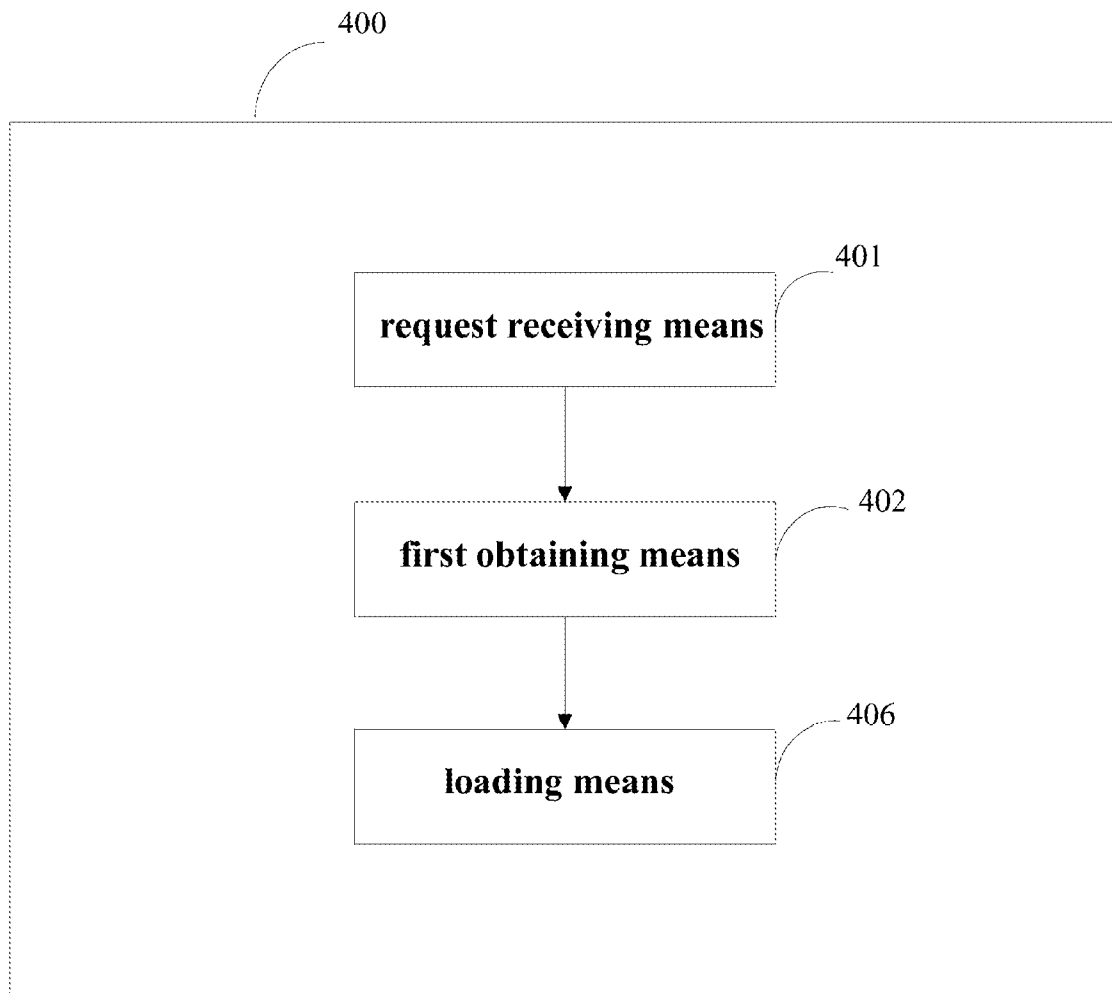 400
401
request receiving means
402
first obtaining means
406
loading means